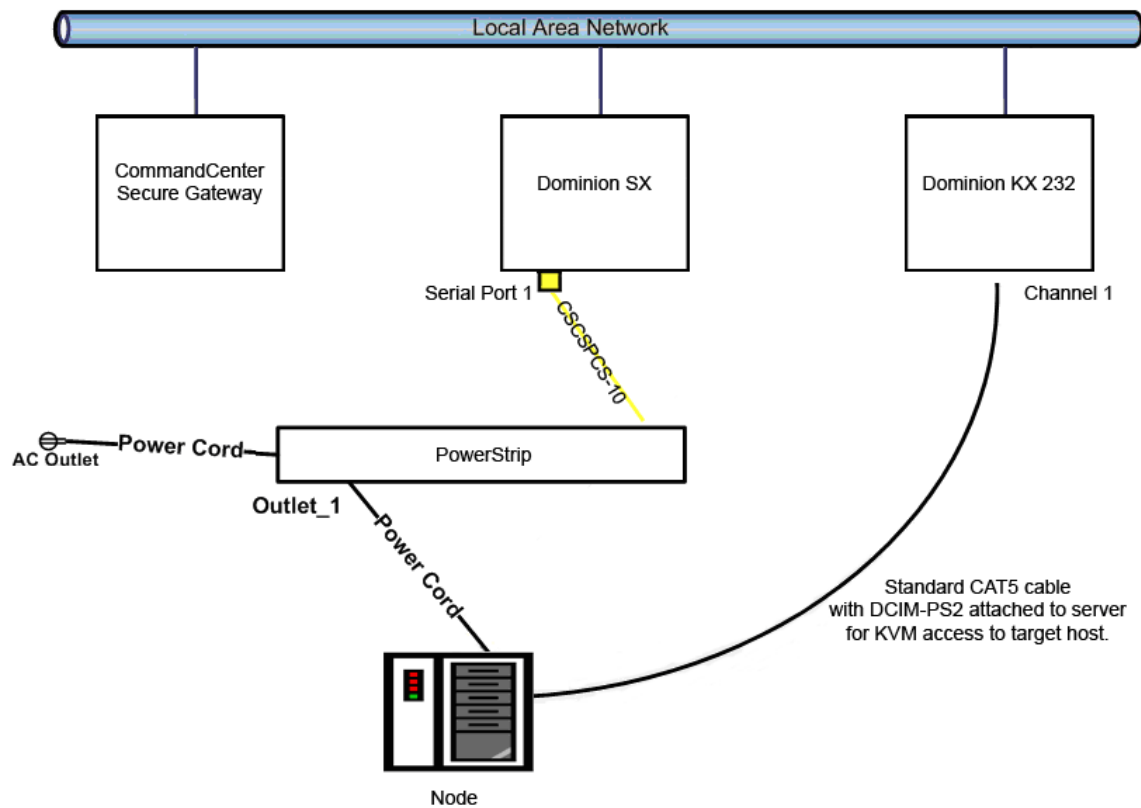 Local Area Network
CommandCenter
Secure Gateway
Dominion SX
Dominion KX 232
Serial Port 1
Channel 1
CSCSPCS-10
Power Cord
AC Outlet
PowerStrip
Outlet_1
Power Cord
Standard CAT5 cable
with DCIM-PS2 attached to server
for KVM access to target host.
Node